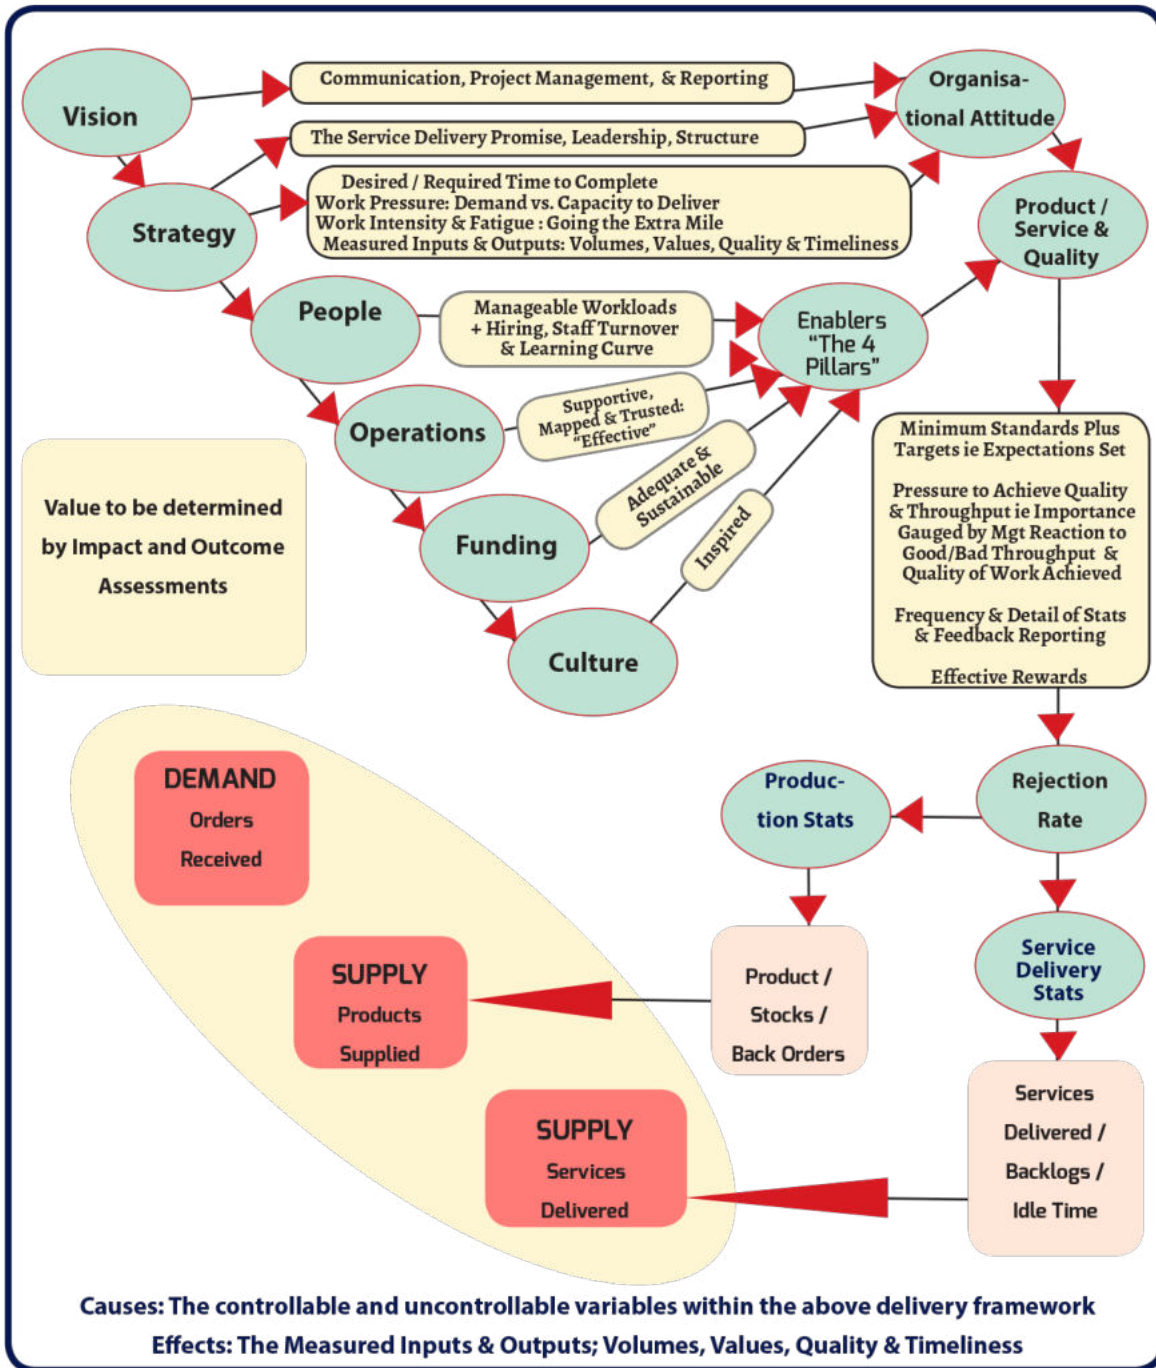 Vision
Communication, Project Management, & Reporting
Organisa-
tional Attitude
The Service Delivery Promise, Leadership, Structure
Strategy
Desired / Required Time to Complete
Work Pressure: Demand vs. Capacity to Deliver
Work Intensity & Fatigue : Going the Extra Mile
Measured Inputs & Outputs: Volumes, Values, Quality & Timeliness
Product /
Service &
Quality
People
Manageable Workloads
+ Hiring, Staff Turnover
& Learning Curve
Enablers
“The 4
Pillars”
Operations
Supportive,
Mapped & Trusted:
“Effective”
Funding
Adequate &
Sustainable
Culture
Inspired
Value to be determined
by Impact and Outcome
Assessments
Minimum Standards Plus
Targets ie Expectations Set
Pressure to Achieve Quality
& Throughput ie Importance
Gauged by Mgt Reaction to
Good/Bad Throughput &
Quality of Work Achieved
Frequency & Detail of Stats
& Feedback Reporting
Effective Rewards
Rejection
Rate
Produc-
tion Stats
Service
Delivery
Stats
DEMAND
Orders
Received
SUPPLY
Products
Supplied
Product /
Stocks /
Back Orders
SUPPLY
Services
Delivered
Services
Delivered /
Backlogs /
Idle Time
Causes: The controllable and uncontrollable variables within the above delivery framework
Effects: The Measured Inputs & Outputs; Volumes, Values, Quality & Timeliness